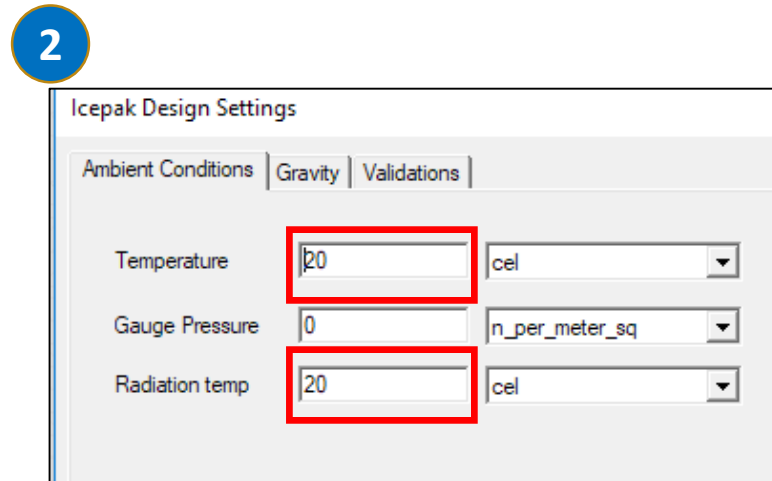 2
Icepak Design Settings
Ambient Conditions Gravity Validations
Temperature 20 cel
Gauge Pressure 0 n_per_meter_sq
Radiation temp 20 cel